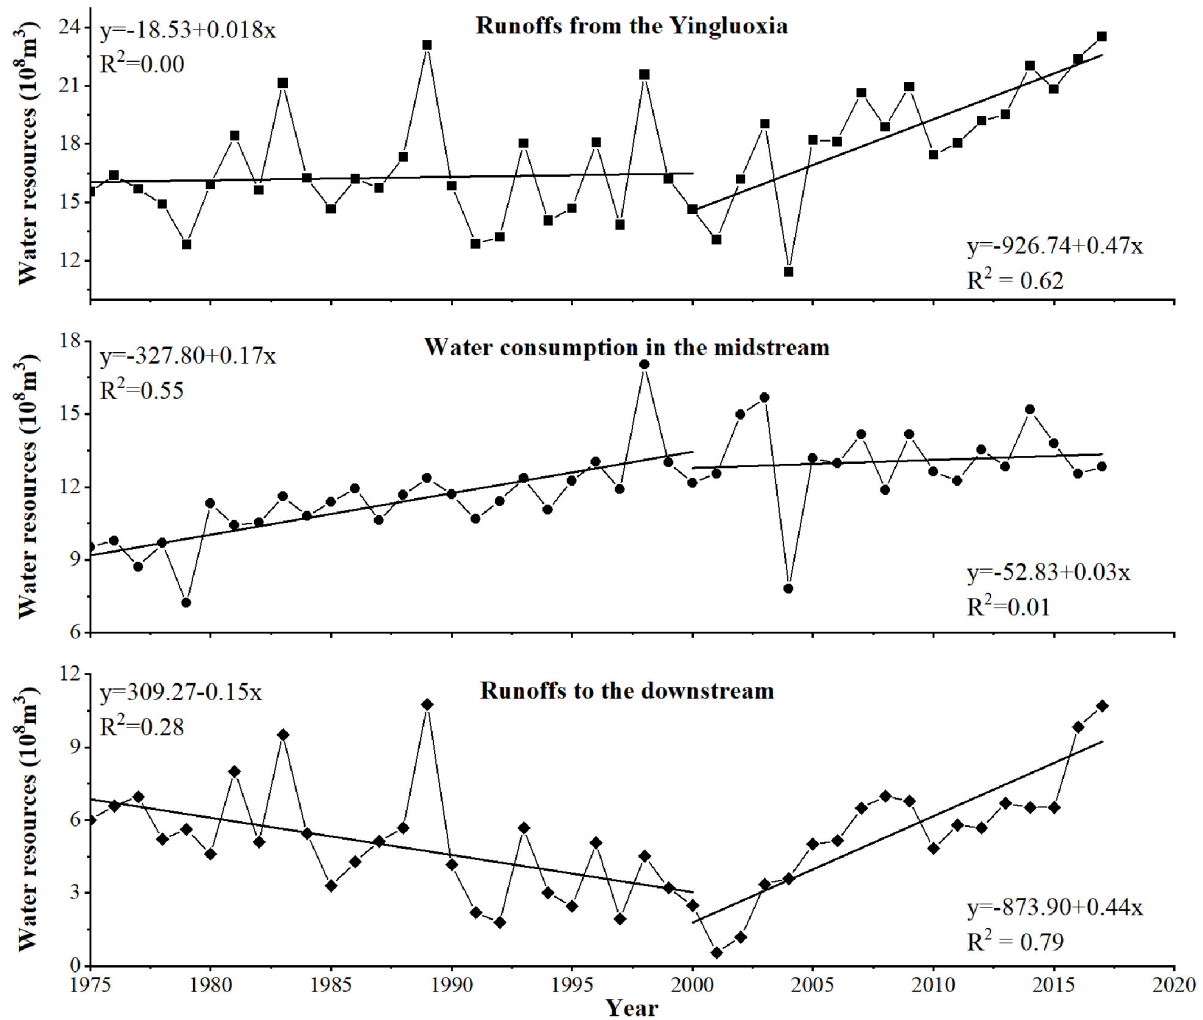 Runoffs from the Yingluoxia
y=-18.53+0.018x
R²=0.00
Water resources (10⁸m³)
24
21
18
15
12
y=-926.74+0.47x
R² = 0.62
Water consumption in the midstream
y=-327.80+0.17x
R²=0.55
Water resources (10⁸m³)
18
15
12
9
6
y=-52.83+0.03x
R²=0.01
Runoffs to the downstream
y=309.27-0.15x
R²=0.28
Water resources (10⁸m³)
12
9
6
3
0
y=-873.90+0.44x
R² = 0.79
1975 1980 1985 1990 1995 2000 2005 2010 2015 2020
Year